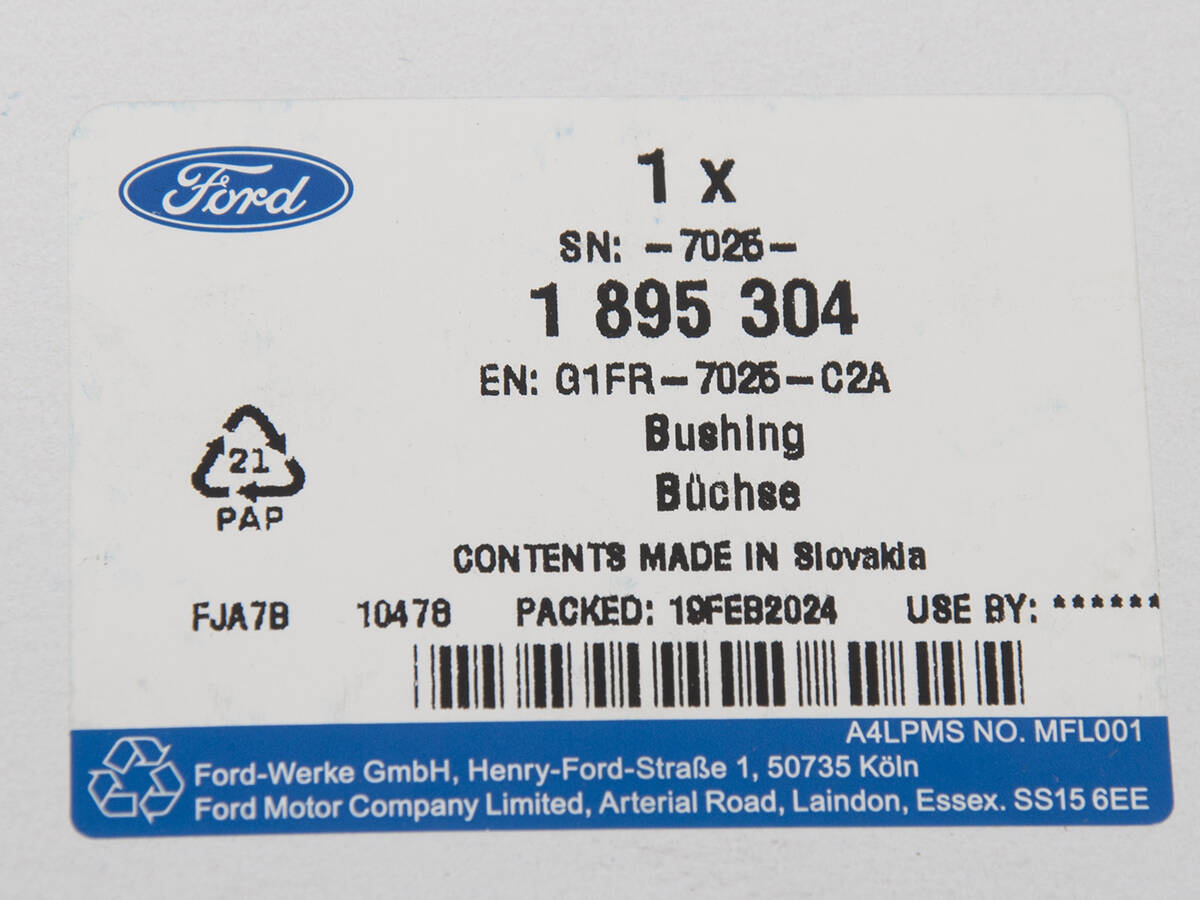 Ford
1 x
SN: -7025-
1 895 304
EN: G1FR-7025-C2A
Bushing
Büchse
21
PAP
CONTENTS MADE IN Slovakia
FJA7B 10478 PACKED: 19FEB2024 USE BY: ******
A4LPMS NO. MFL001
Ford-Werke GmbH, Henry-Ford-Straße 1, 50735 Köln
Ford Motor Company Limited, Arterial Road, Laindon, Essex. SS15 6EE